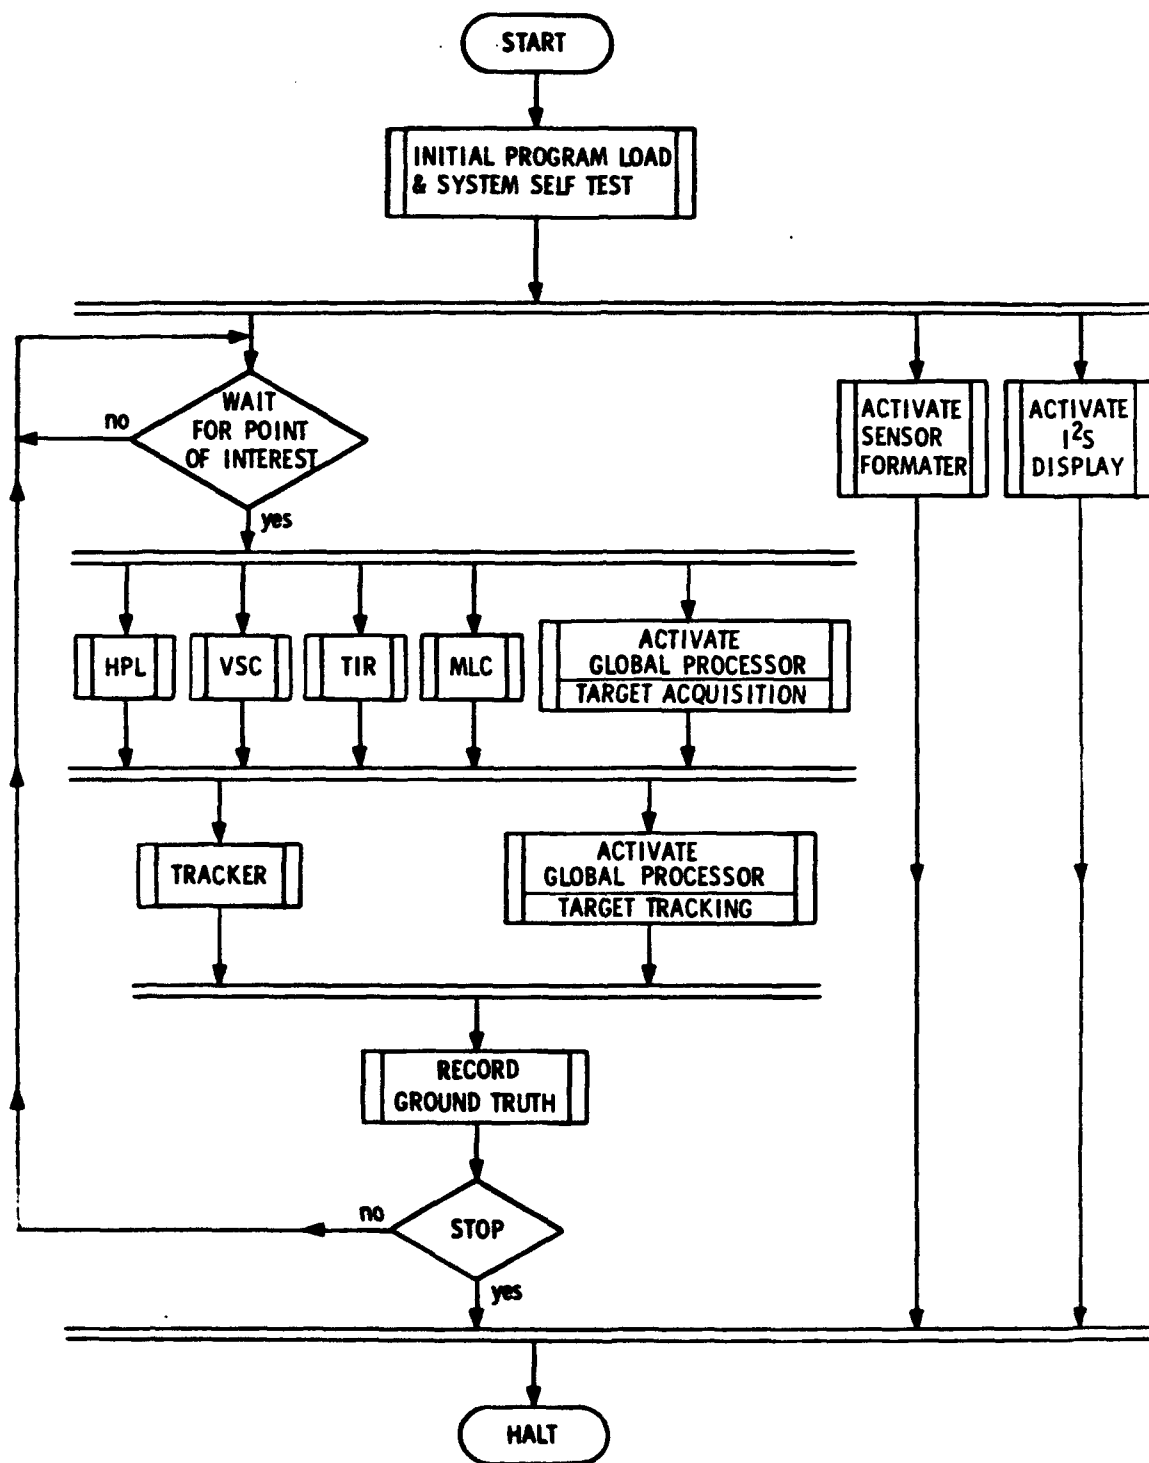 START
INITIAL PROGRAM LOAD
& SYSTEM SELF TEST
WAIT
FOR POINT
OF INTEREST
no
yes
ACTIVATE
SENSOR
FORMATER
ACTIVATE
I²S
DISPLAY
HPL
VSC
TIR
MLC
ACTIVATE
GLOBAL PROCESSOR
TARGET ACQUISITION
TRACKER
ACTIVATE
GLOBAL PROCESSOR
TARGET TRACKING
RECORD
GROUND TRUTH
no
STOP
yes
HALT